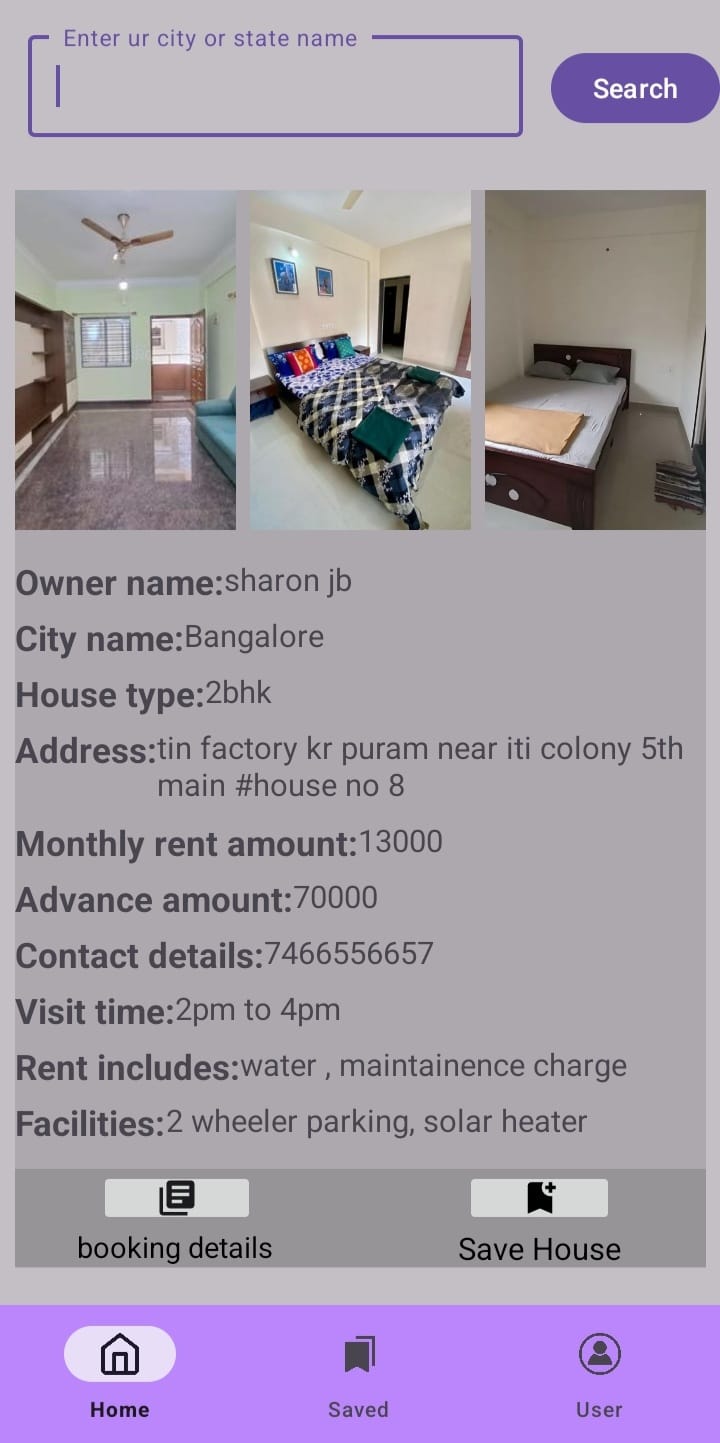 Enter ur city or state name
Search
Owner name:sharon jb
City name:Bangalore
House type:2bhk
Address:tin factory kr puram near iti colony 5th
main #house no 8
Monthly rent amount:13000
Advance amount:70000
Contact details:7466556657
Visit time:2pm to 4pm
Rent includes:water , maintainence charge
Facilities:2 wheeler parking, solar heater
booking details
Save House
Home
Saved
User